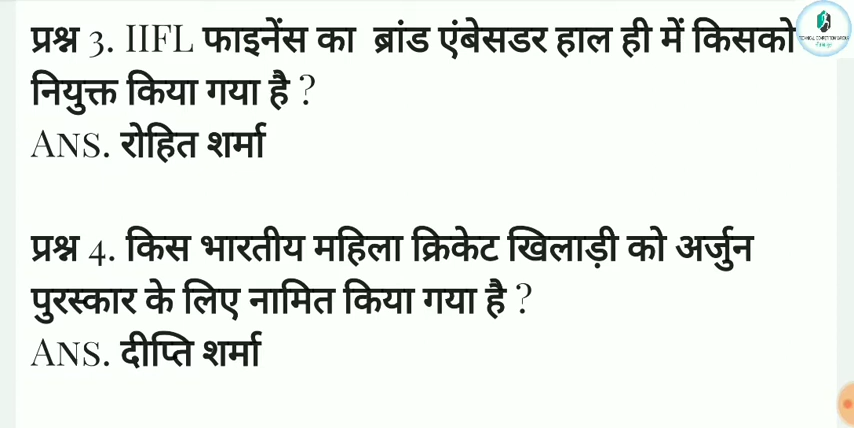 प्रश्न 3. IIFL फाइनेंस का ब्रांड एंबेसडर हाल ही में किसको
नियुक्त किया गया है ?
ANS. रोहित शर्मा
प्रश्न 4. किस भारतीय महिला क्रिकेट खिलाड़ी को अर्जुन
पुरस्कार के लिए नामित किया गया है ?
ANS. दीप्ति शर्मा